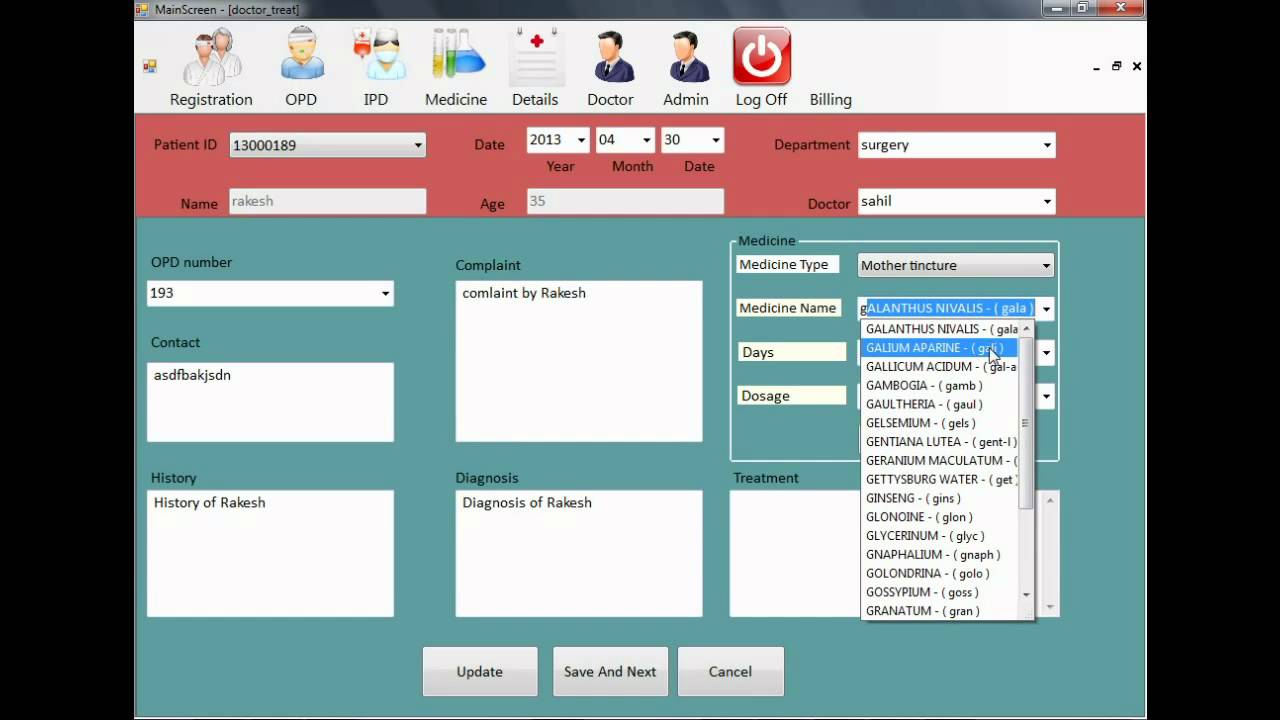 MainScreen - [doctor_treat]
Registration OPD IPD Medicine Details Doctor Admin Log Off Billing
Patient ID 13000189 Date 2013 04 30 Department surgery
Year Month Date
Name rakesh Age 35 Doctor sahil
OPD number
193
Contact
asdfbakjsdn
Complaint
comlaint by Rakesh
Medicine
Medicine Type Mother tincture
Medicine Name gALANTHUS NIVALIS - ( gala )
Days
Dosage
GALANTHUS NIVALIS - ( gala
GALIUM APARINE - ( gali )
GALLICUM ACIDUM - ( gal-a
GAMBOGIA - ( gamb )
GAULTHERIA - ( gaul )
GELSEMIUM - ( gels )
GENTIANA LUTEA - ( gent-l )
GERANIUM MACULATUM - (
GETTYSBURG WATER - ( get )
GINSENG - ( gins )
GLONOINE - ( glon )
GLYCERINUM - ( glyc )
GNAPHALIUM - ( gnaph )
GOLONDRINA - ( golo )
GOSSYPIUM - ( goss )
GRANATUM - ( gran )
History
History of Rakesh
Diagnosis
Diagnosis of Rakesh
Treatment
Update Save And Next Cancel